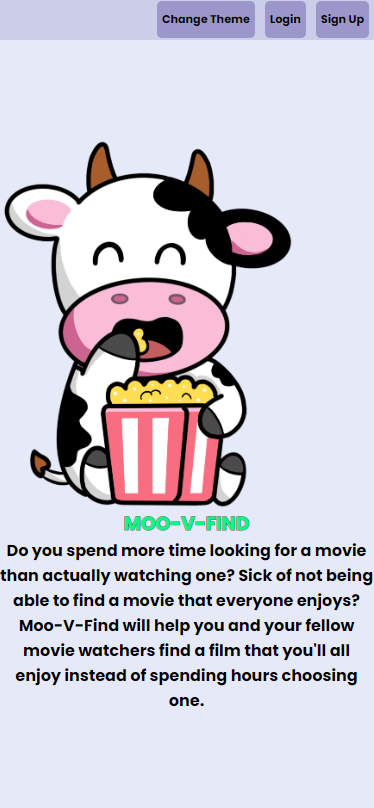 Change Theme Login Sign Up
MOO-V-FIND
Do you spend more time looking for a movie
than actually watching one? Sick of not being
able to find a movie that everyone enjoys?
Moo-V-Find will help you and your fellow
movie watchers find a film that you'll all
enjoy instead of spending hours choosing
one.